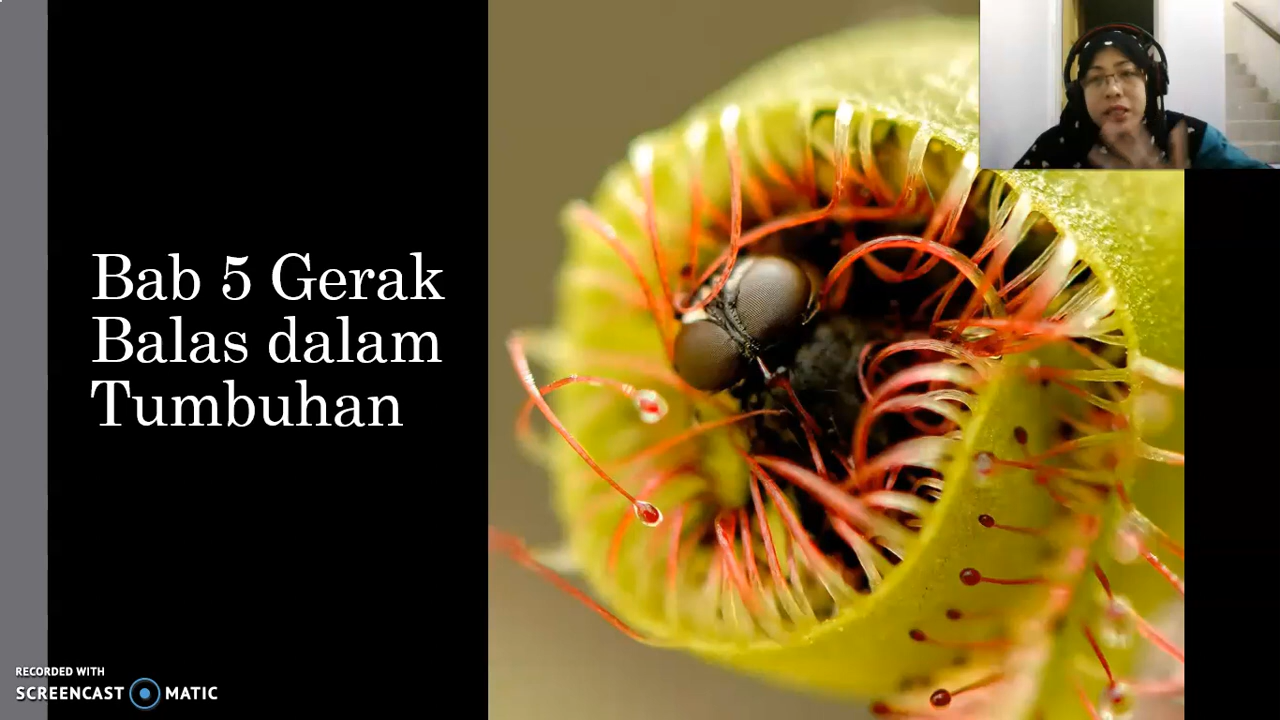 Bab 5 Gerak
Balas dalam
Tumbuhan
RECORDED WITH
SCREENCAST MATIC